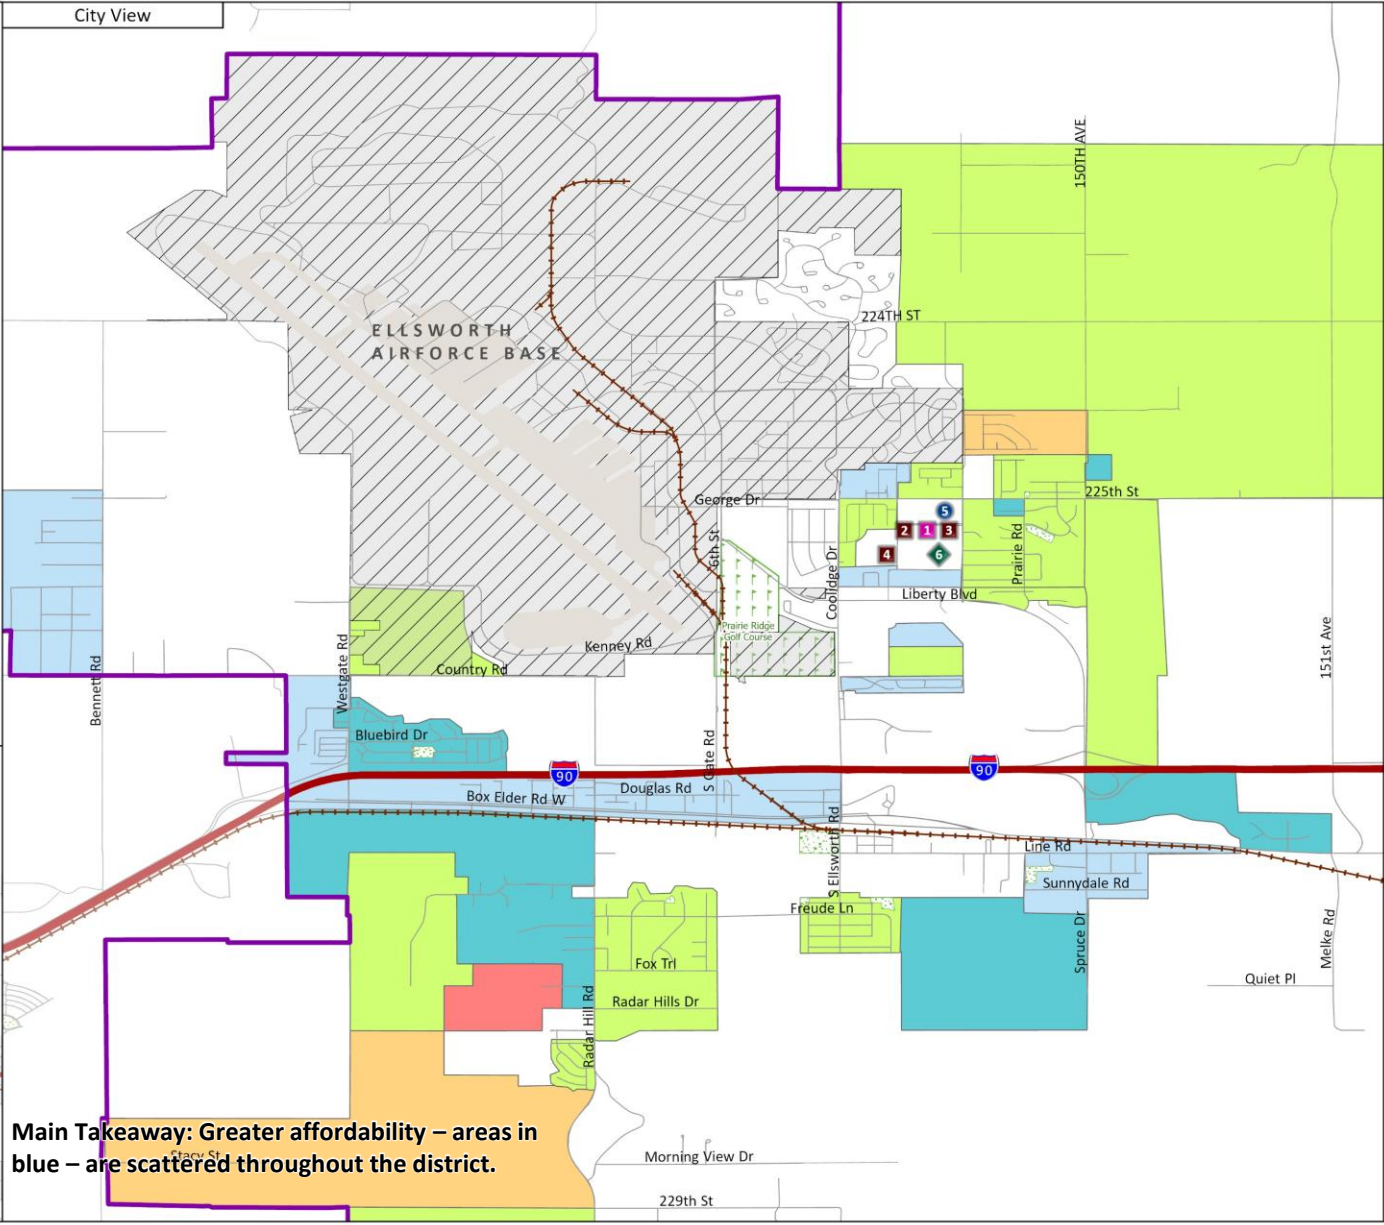 City View
150TH AVE
224TH ST
ELLSWORTH
AIRFORCE BASE
225th St
George Dr
5
2
1
3
4
6
6th St
Coolidge Dr
Prairie Rd
Liberty Blvd
Prairie Ridge
Golf Course
Kenney Rd
Country Rd
Westgate Rd
Bennett Rd
151st Ave
Bluebird Dr
S Gate Rd
90
90
Douglas Rd
Box Elder Rd W
S Ellsworth Rd
Line Rd
Sunnydale Rd
Freude Ln
Spruce Dr
Melke Rd
Fox Trl
Quiet Pl
Radar Hills Dr
Radar Hill Rd
Main Takeaway: Greater affordability – areas in
blue – are scattered throughout the district.
Stacy St
Morning View Dr
229th St